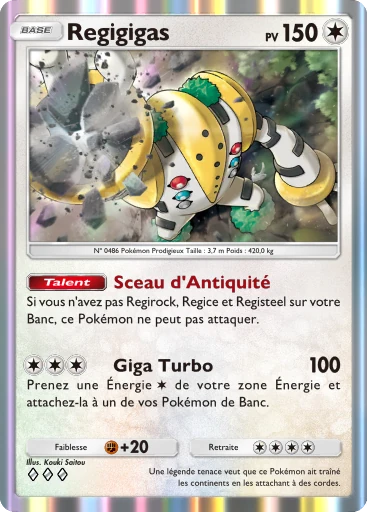 BASE Regigigas PV 150
N° 0486 Pokémon Prodigieux Taille : 3,7 m Poids : 420,0 kg
Talent Sceau d'Antiquité
Si vous n'avez pas Regirock, Regice et Registeel sur votre
Banc, ce Pokémon ne peut pas attaquer.
Giga Turbo 100
Prenez une Énergie de votre zone Énergie et
attachez-la à un de vos Pokémon de Banc.
Faiblesse +20 Retraite
Illus. Kouki Saitou
Une légende tenace veut que ce Pokémon ait traîné
les continents en les attachant à des cordes.